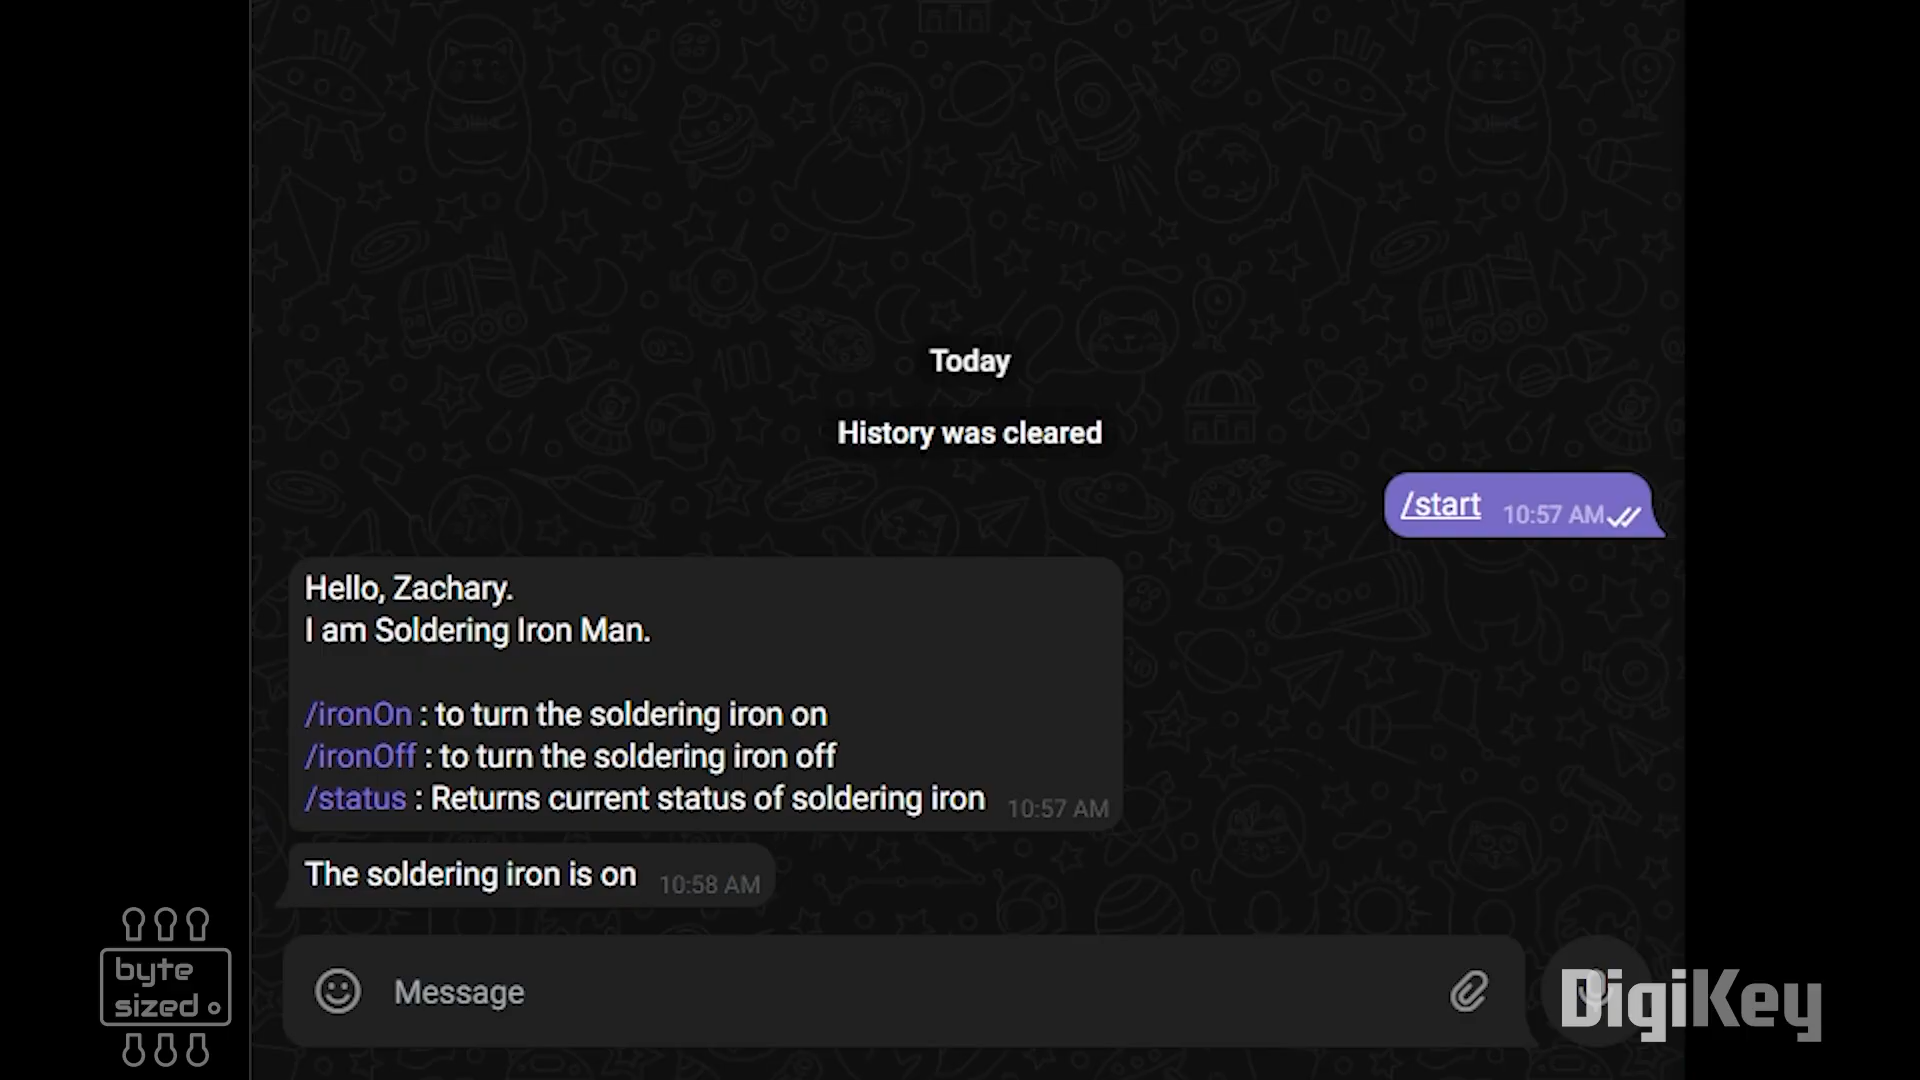 Today
History was cleared
/start 10:57 AM
Hello, Zachary.
I am Soldering Iron Man.
/ironOn : to turn the soldering iron on
/ironOff : to turn the soldering iron off
/status : Returns current status of soldering iron 10:57 AM
The soldering iron is on 10:58 AM
Message
byte
sized
DigiKey